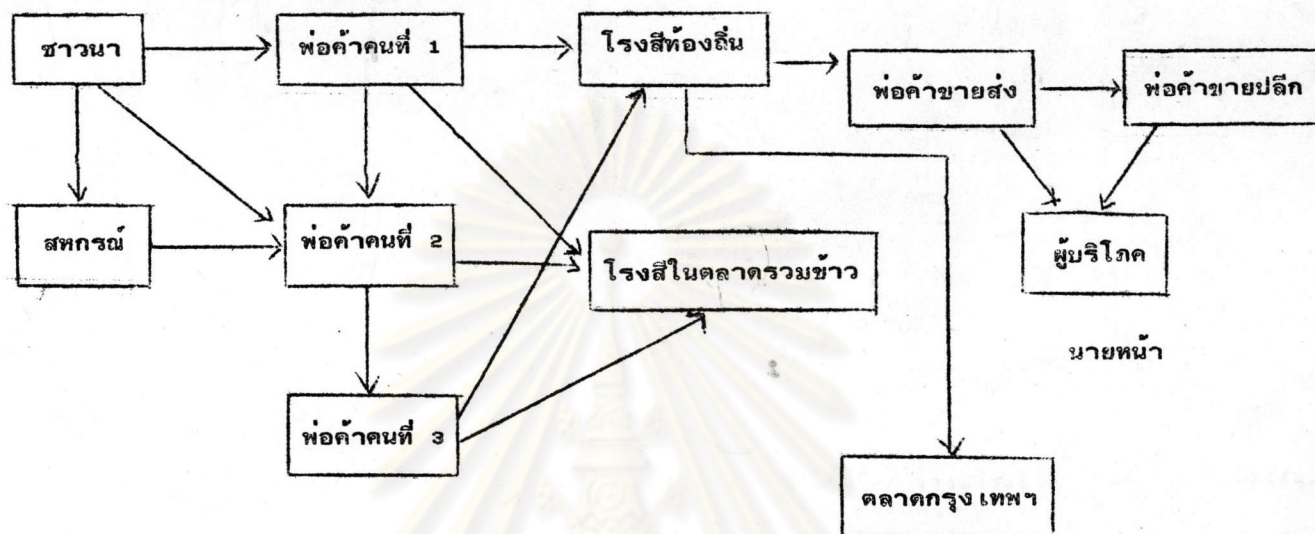 ชาวนา
พ่อค้าคนที่ 1
โรงสีท้องถิ่น
พ่อค้าขายส่ง
พ่อค้าขายปลีก
สหกรณ์
พ่อค้าคนที่ 2
โรงสีในตลาดรวมข้าว
ผู้บริโภค
นายหน้า
พ่อค้าคนที่ 3
ตลาดกรุงเทพฯ